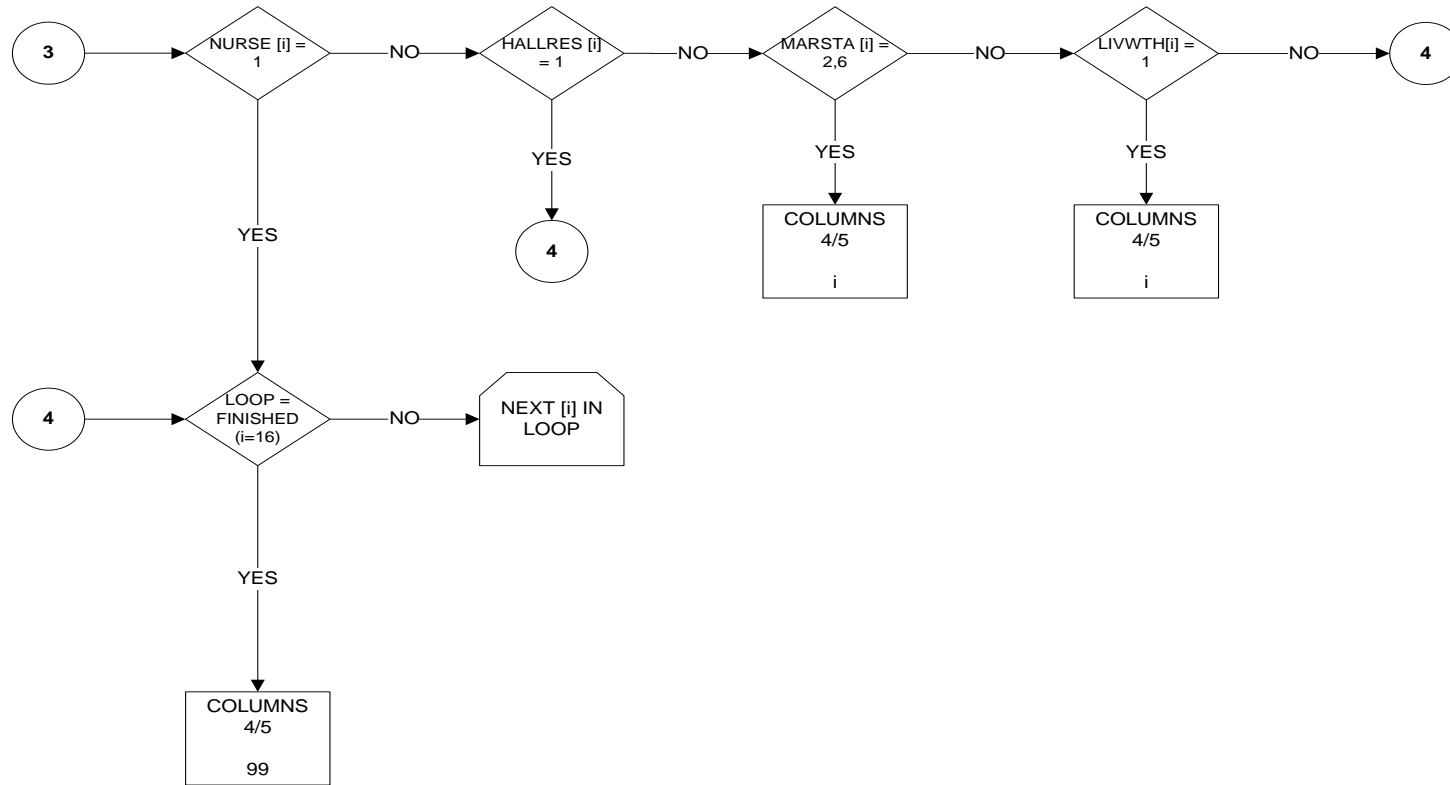 3
NURSE [i] =
1
NO
HALLRES [i]
= 1
NO
MARSTA [i] =
2,6
NO
LIVWTH[i] =
1
NO
4
YES
YES
YES
YES
4
COLUMNS
4/5
i
COLUMNS
4/5
i
4
LOOP =
FINISHED
(i=16)
NO
NEXT [i] IN
LOOP
YES
COLUMNS
4/5
99